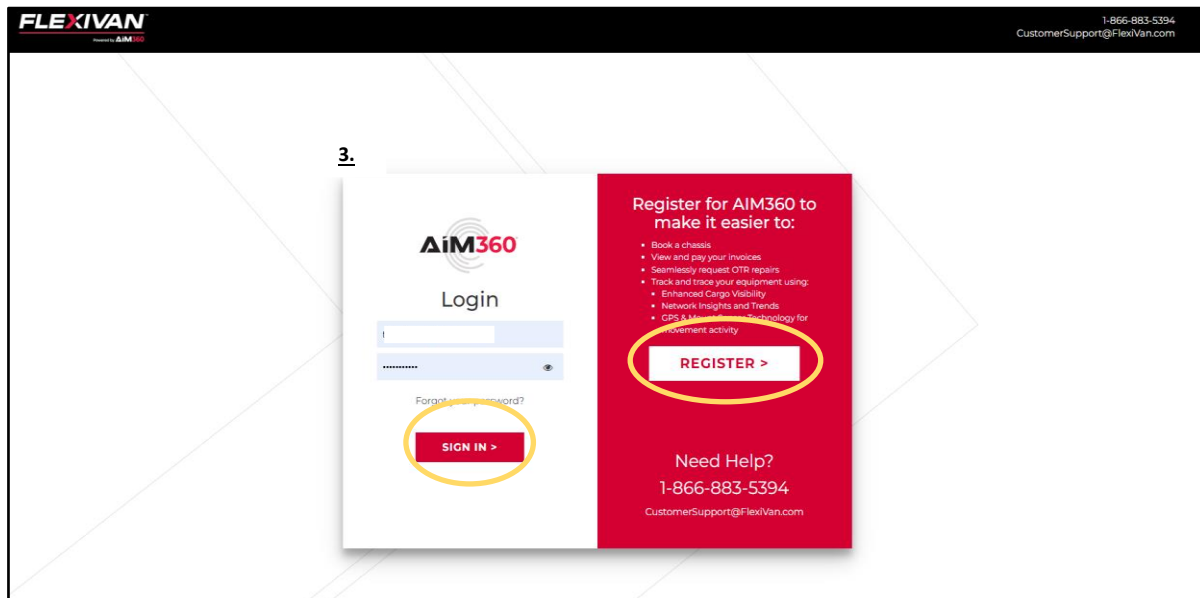 FLEXIVAN
Powered by AiM360
1-866-883-5394
CustomerSupport@FlexiVan.com
3.
AiM360
Login
Forgot your password?
SIGN IN >
Register for AIM360 to
make it easier to:
• Book a chassis
• View and pay your invoices
• Seamlessly request OTR repairs
• Track and trace your equipment using:
• Enhanced Cargo Visibility
• Network Insights and Trends
• GPS & Mount Sensor Technology for
movement activity
REGISTER >
Need Help?
1-866-883-5394
CustomerSupport@FlexiVan.com